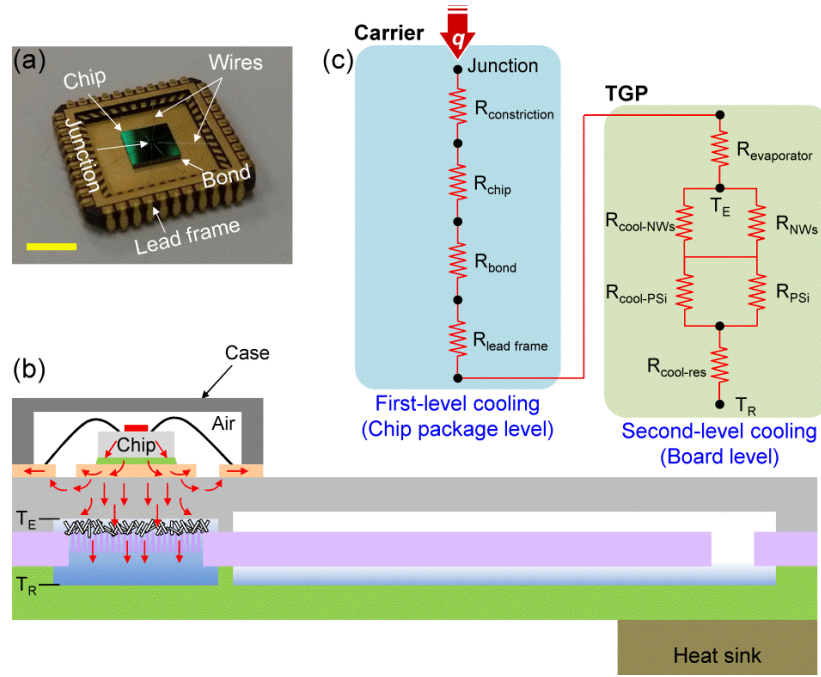 (a)
Chip
Wires
Junction
Bond
Lead frame
(b)
Case
Air
Chip
T_E
T_R
Heat sink
(c)
Carrier
q
Junction
R_constriction
R_chip
R_bond
R_lead frame
First-level cooling
(Chip package level)
TGP
R_evaporator
T_E
R_cool-NWs
R_NWs
R_cool-PSi
R_PSi
R_cool-res
T_R
Second-level cooling
(Board level)